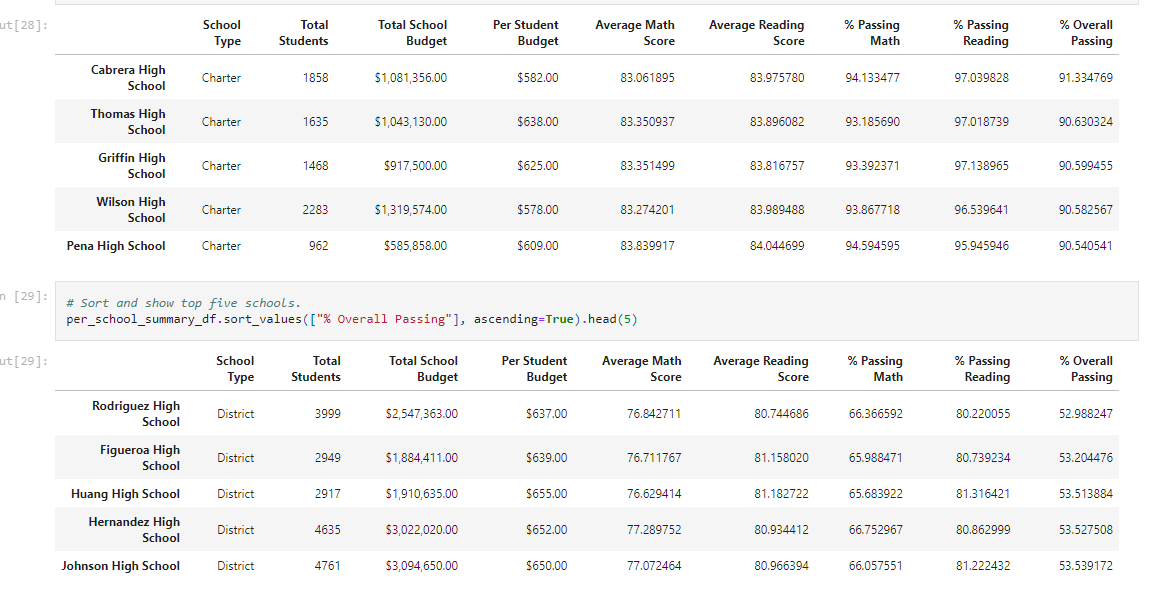 ut[28]:
School Type Total Students Total School Budget Per Student Budget Average Math Score Average Reading Score % Passing Math % Passing Reading % Overall Passing
Cabrera High School Charter 1858 $1,081,356.00 $582.00 83.061895 83.975780 94.133477 97.039828 91.334769
Thomas High School Charter 1635 $1,043,130.00 $638.00 83.350937 83.896082 93.185690 97.018739 90.630324
Griffin High School Charter 1468 $917,500.00 $625.00 83.351499 83.816757 93.392371 97.138965 90.599455
Wilson High School Charter 2283 $1,319,574.00 $578.00 83.274201 83.989488 93.867718 96.539641 90.582567
Pena High School Charter 962 $585,858.00 $609.00 83.839917 84.044699 94.594595 95.945946 90.540541
n [29]:
# Sort and show top five schools.
per_school_summary_df.sort_values(["% Overall Passing"], ascending=True).head(5)
ut[29]:
School Type Total Students Total School Budget Per Student Budget Average Math Score Average Reading Score % Passing Math % Passing Reading % Overall Passing
Rodriguez High School District 3999 $2,547,363.00 $637.00 76.842711 80.744686 66.366592 80.220055 52.988247
Figueroa High School District 2949 $1,884,411.00 $639.00 76.711767 81.158020 65.988471 80.739234 53.204476
Huang High School District 2917 $1,910,635.00 $655.00 76.629414 81.182722 65.683922 81.316421 53.513884
Hernandez High School District 4635 $3,022,020.00 $652.00 77.289752 80.934412 66.752967 80.862999 53.527508
Johnson High School District 4761 $3,094,650.00 $650.00 77.072464 80.966394 66.057551 81.222432 53.539172